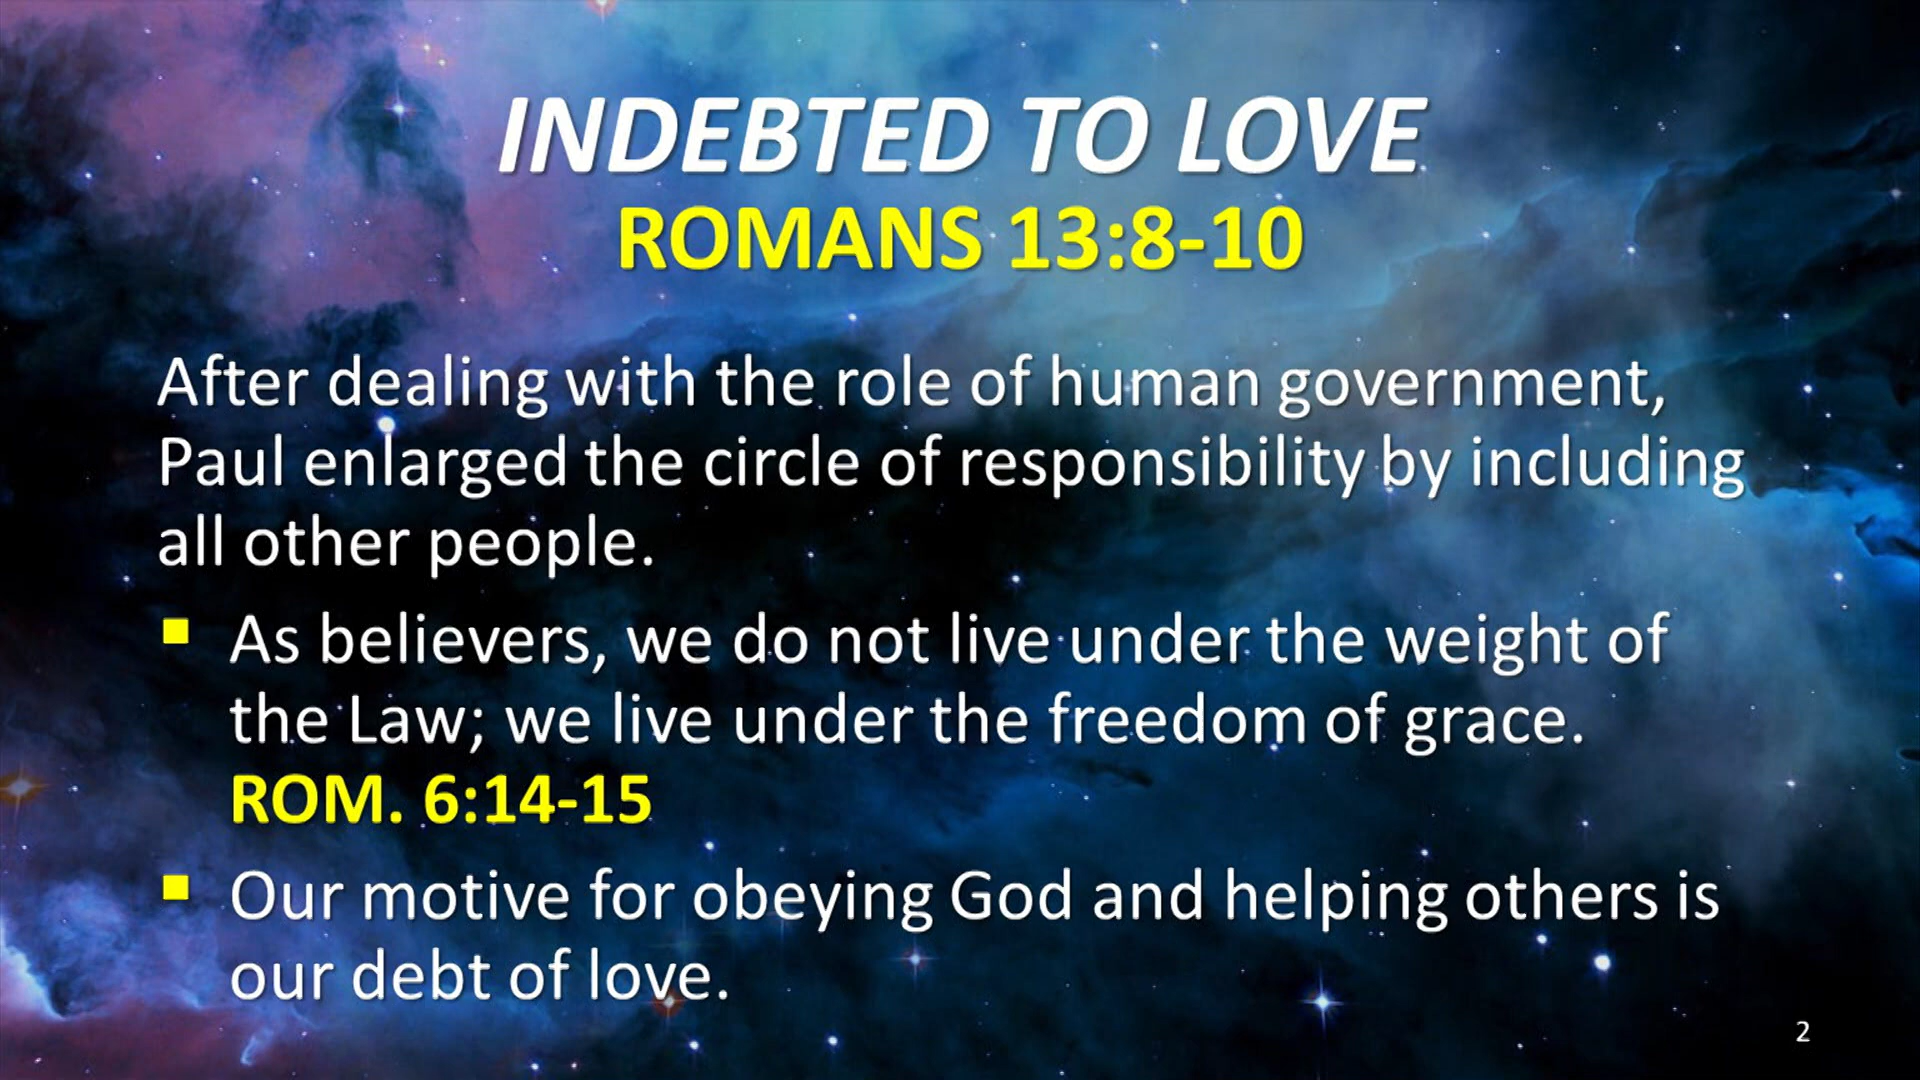 INDEBTED TO LOVE
ROMANS 13:8-10
After dealing with the role of human government,
Paul enlarged the circle of responsibility by including
all other people.
▪ As believers, we do not live under the weight of
the Law; we live under the freedom of grace.
ROM. 6:14-15
▪ Our motive for obeying God and helping others is
our debt of love.
2